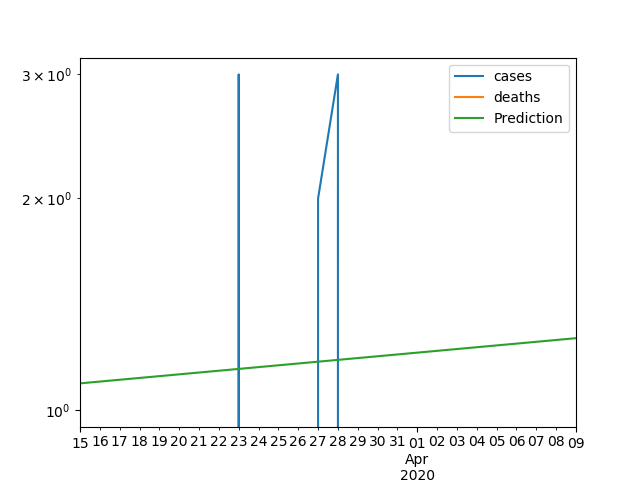 3 × 10⁰
2 × 10⁰
10⁰
cases
deaths
Prediction
15 16 17 18 19 20 21 22 23 24 25 26 27 28 29 30 31 01 02 03 04 05 06 07 08 09
Apr
2020